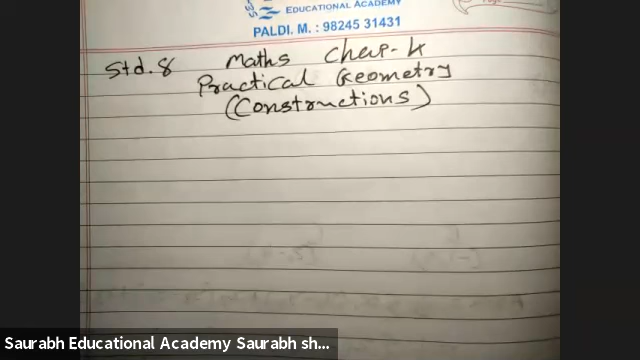 EDUCATIONAL ACADEMY
PALDI. M. : 98245 31431
Std. 8 Maths Chap-4
Practical Geometry
(Constructions)
Saurabh Educational Academy Saurabh sh...